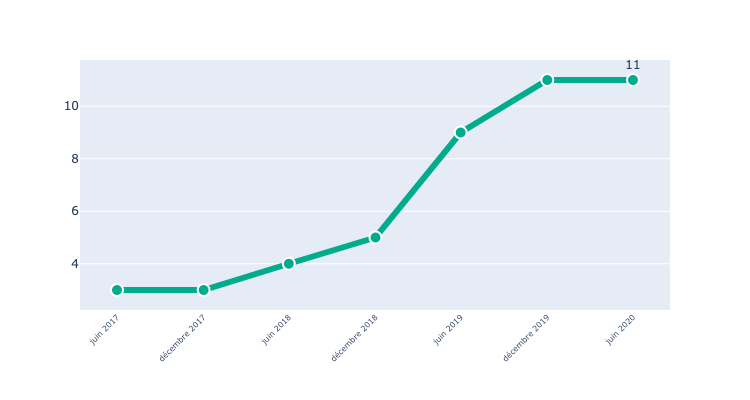 11
10
8
6
4
juin 2017
décembre 2017
juin 2018
décembre 2018
juin 2019
décembre 2019
juin 2020